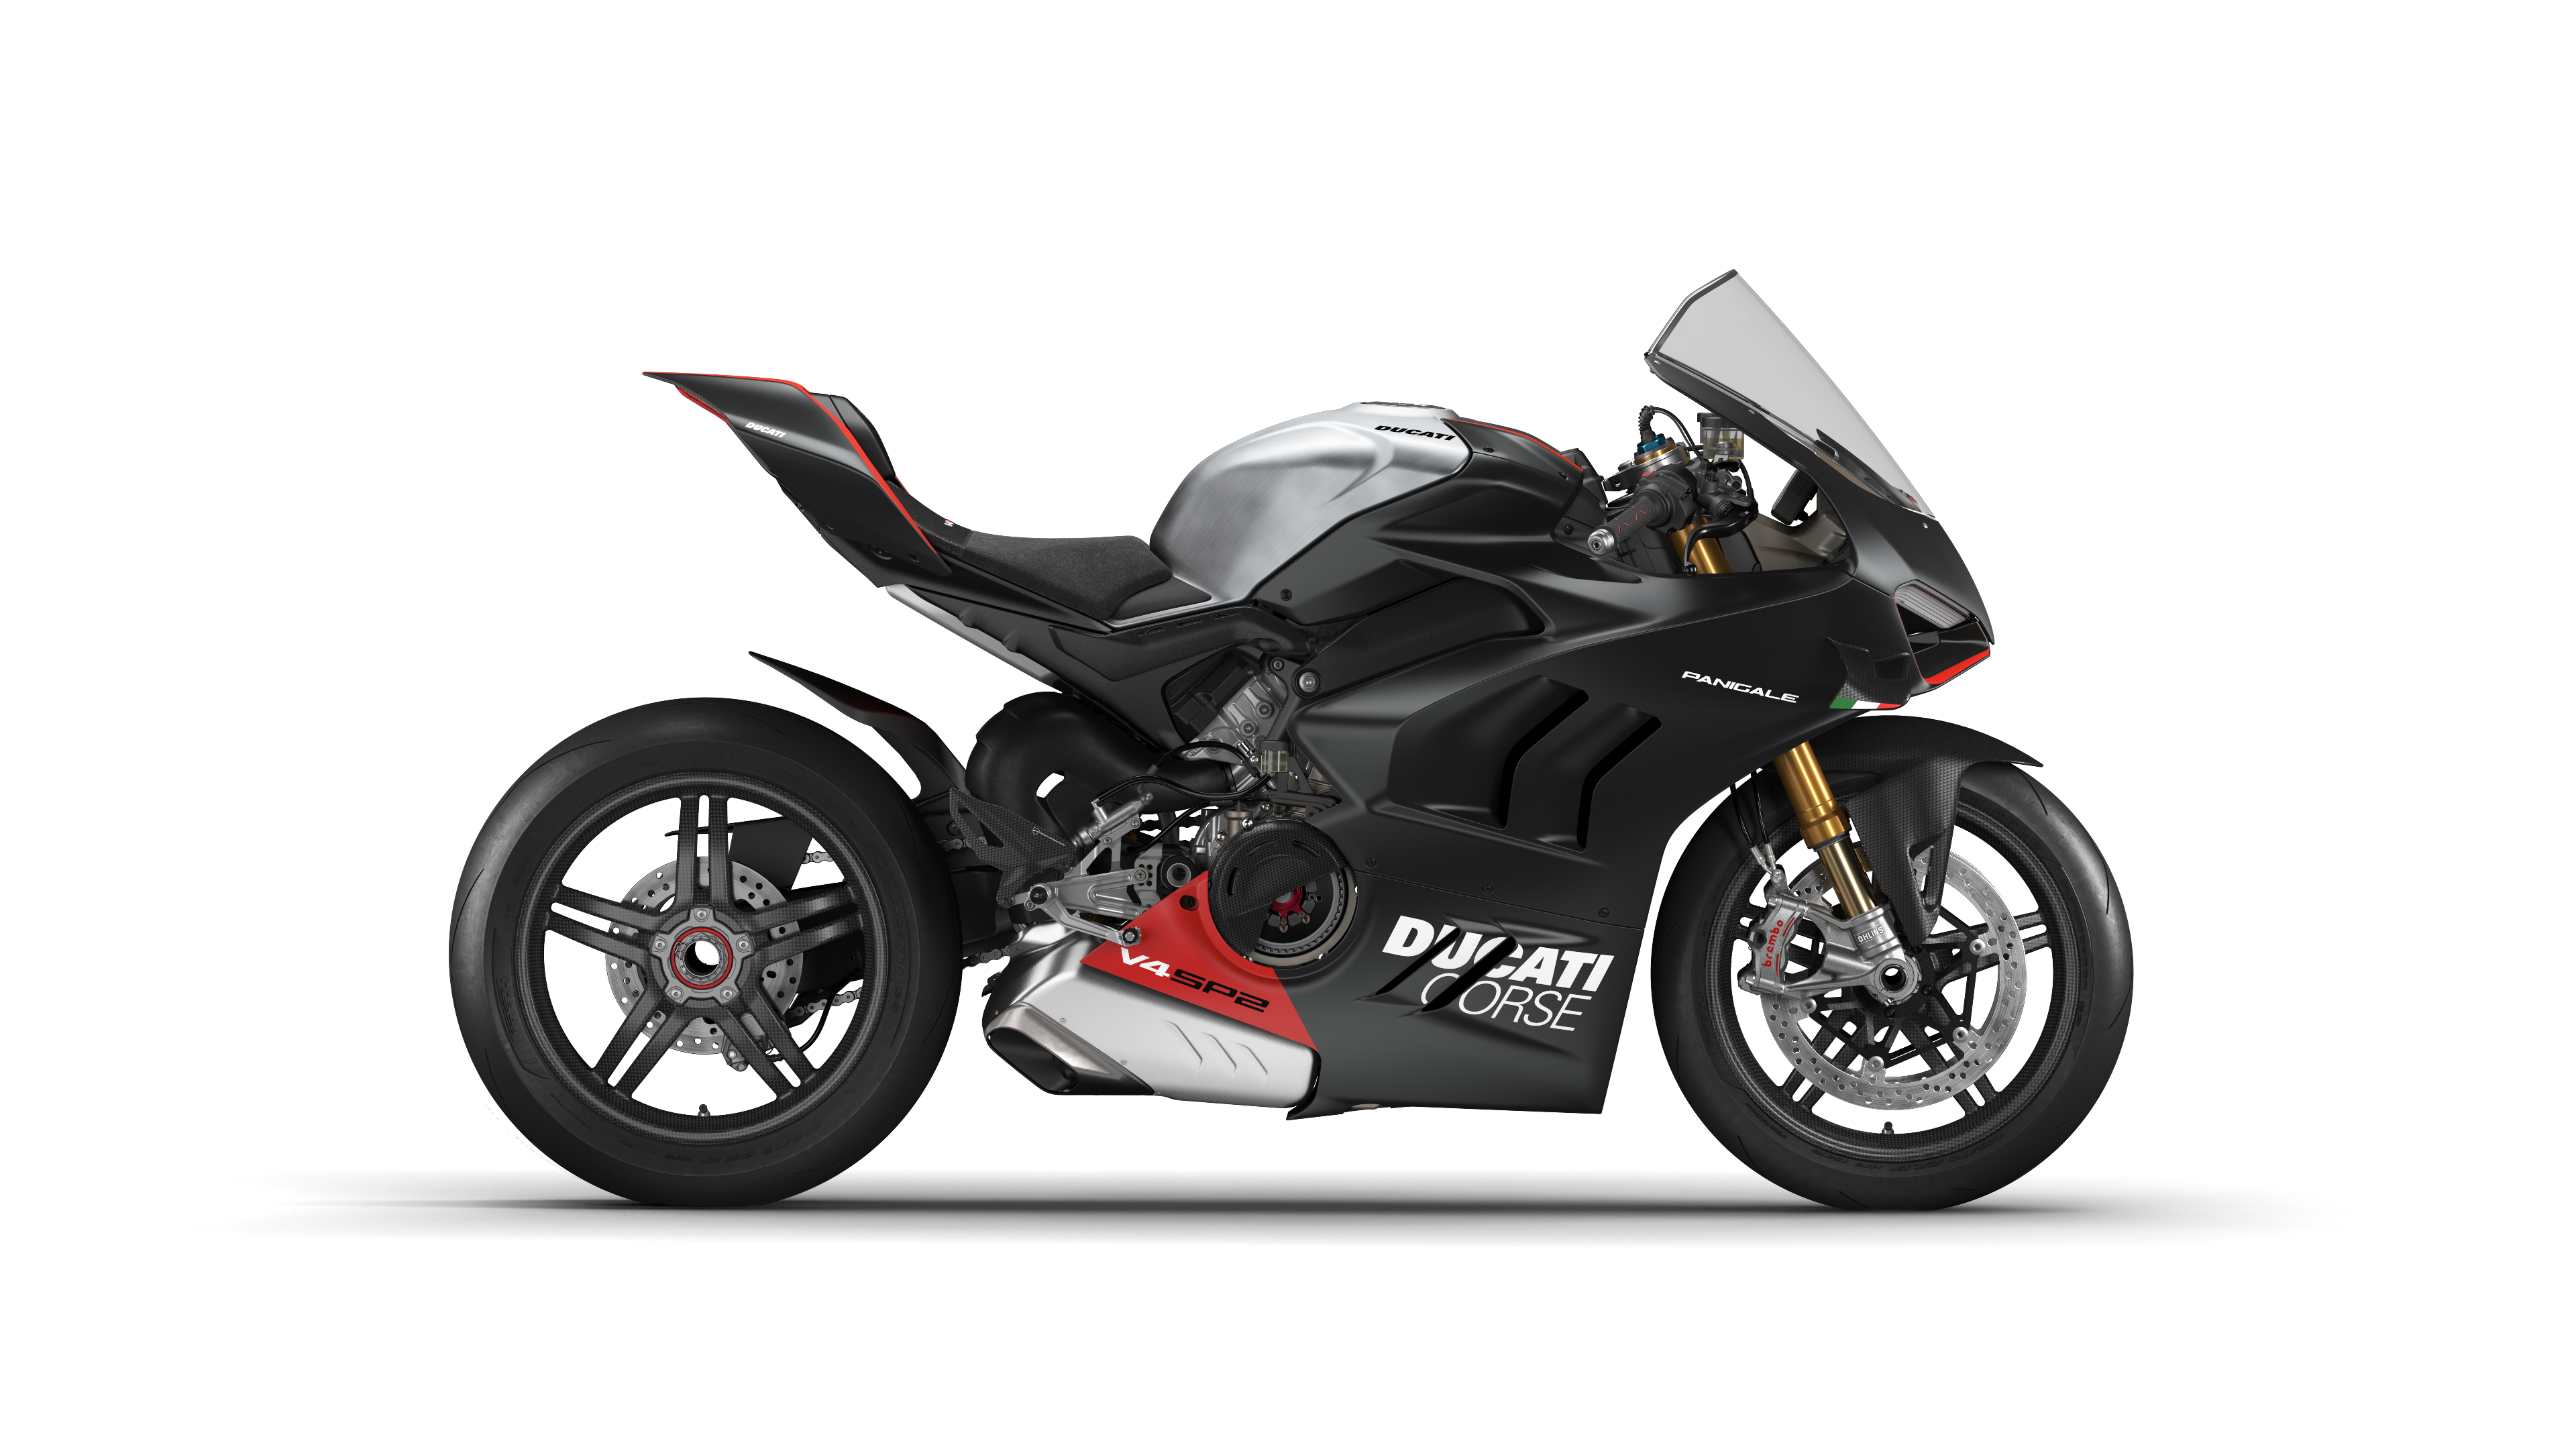 DUCATI
DUCATI
PANIGALE
brembo
ÖHLINS
V4SP2
DUCATI
CORSE